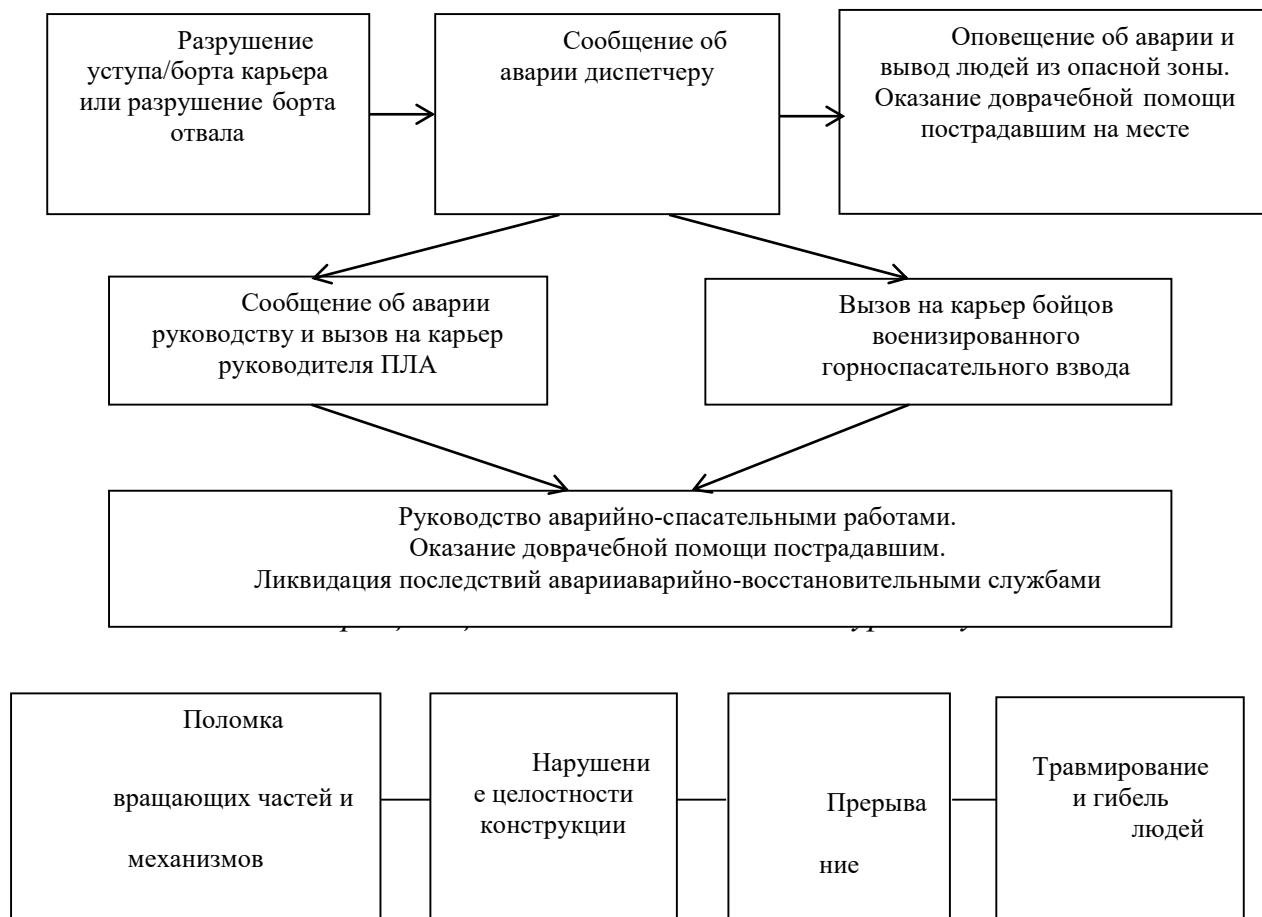 Разрушение
уступа/борта карьера
или разрушение борта
отвала
Сообщение об
аварии диспетчеру
Оповещение об аварии и
вывод людей из опасной зоны.
Оказание доврачебной помощи
пострадавшим на месте
Сообщение об аварии
руководству и вызов на карьер
руководителя ПЛА
Вызов на карьер бойцов
военизированного
горноспасательного взвода
Руководство аварийно-спасательными работами.
Оказание доврачебной помощи пострадавшим.
Ликвидация последствий аварииаварийно-восстановительными службами
Поломка
вращающих частей и
механизмов
Нарушени
е целостности
конструкции
Прерыва
ние
Травмирование
и гибель
людей